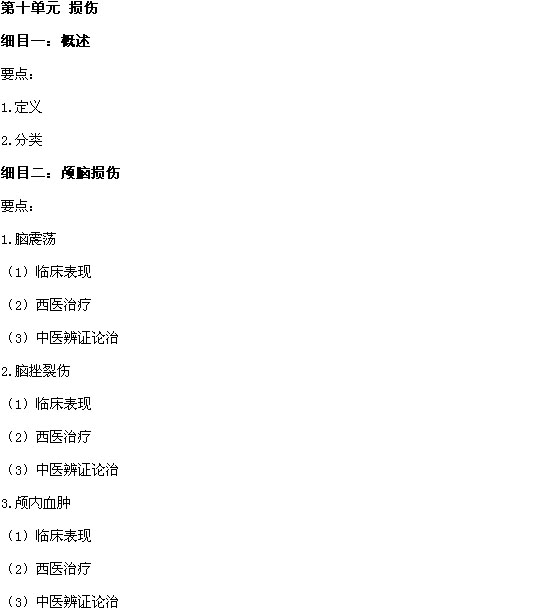 第十单元 损伤
细目一：概述
要点：
1.定义
2.分类
细目二：颅脑损伤
要点：
1.脑震荡
（1）临床表现
（2）西医治疗
（3）中医辨证论治
2.脑挫裂伤
（1）临床表现
（2）西医治疗
（3）中医辨证论治
3.颅内血肿
（1）临床表现
（2）西医治疗
（3）中医辨证论治